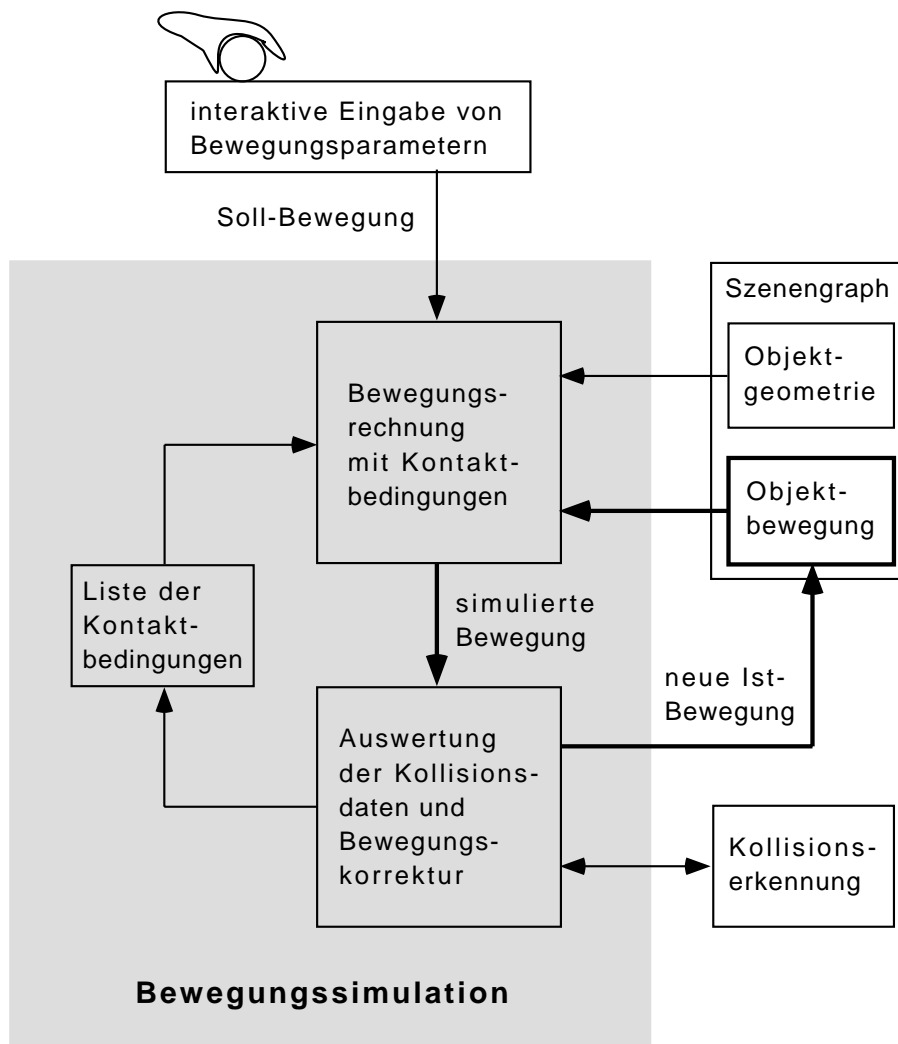 interaktive Eingabe von
Bewegungsparametern
Soll-Bewegung
Szenengraph
Objekt-
geometrie
Bewegungs-
rechnung
mit Kontakt-
bedingungen
Objekt-
bewegung
Liste der
Kontakt-
bedingungen
simulierte
Bewegung
neue Ist-
Bewegung
Auswertung
der Kollisions-
daten und
Bewegungs-
korrektur
Kollisions-
erkennung
Bewegungssimulation